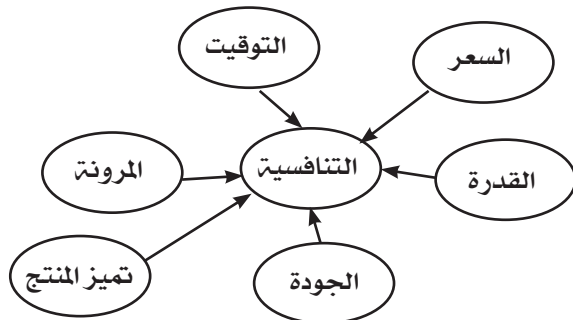 التوقيت
السعر
التنافسية
المرونة
القدرة
تميز المنتج
الجودة